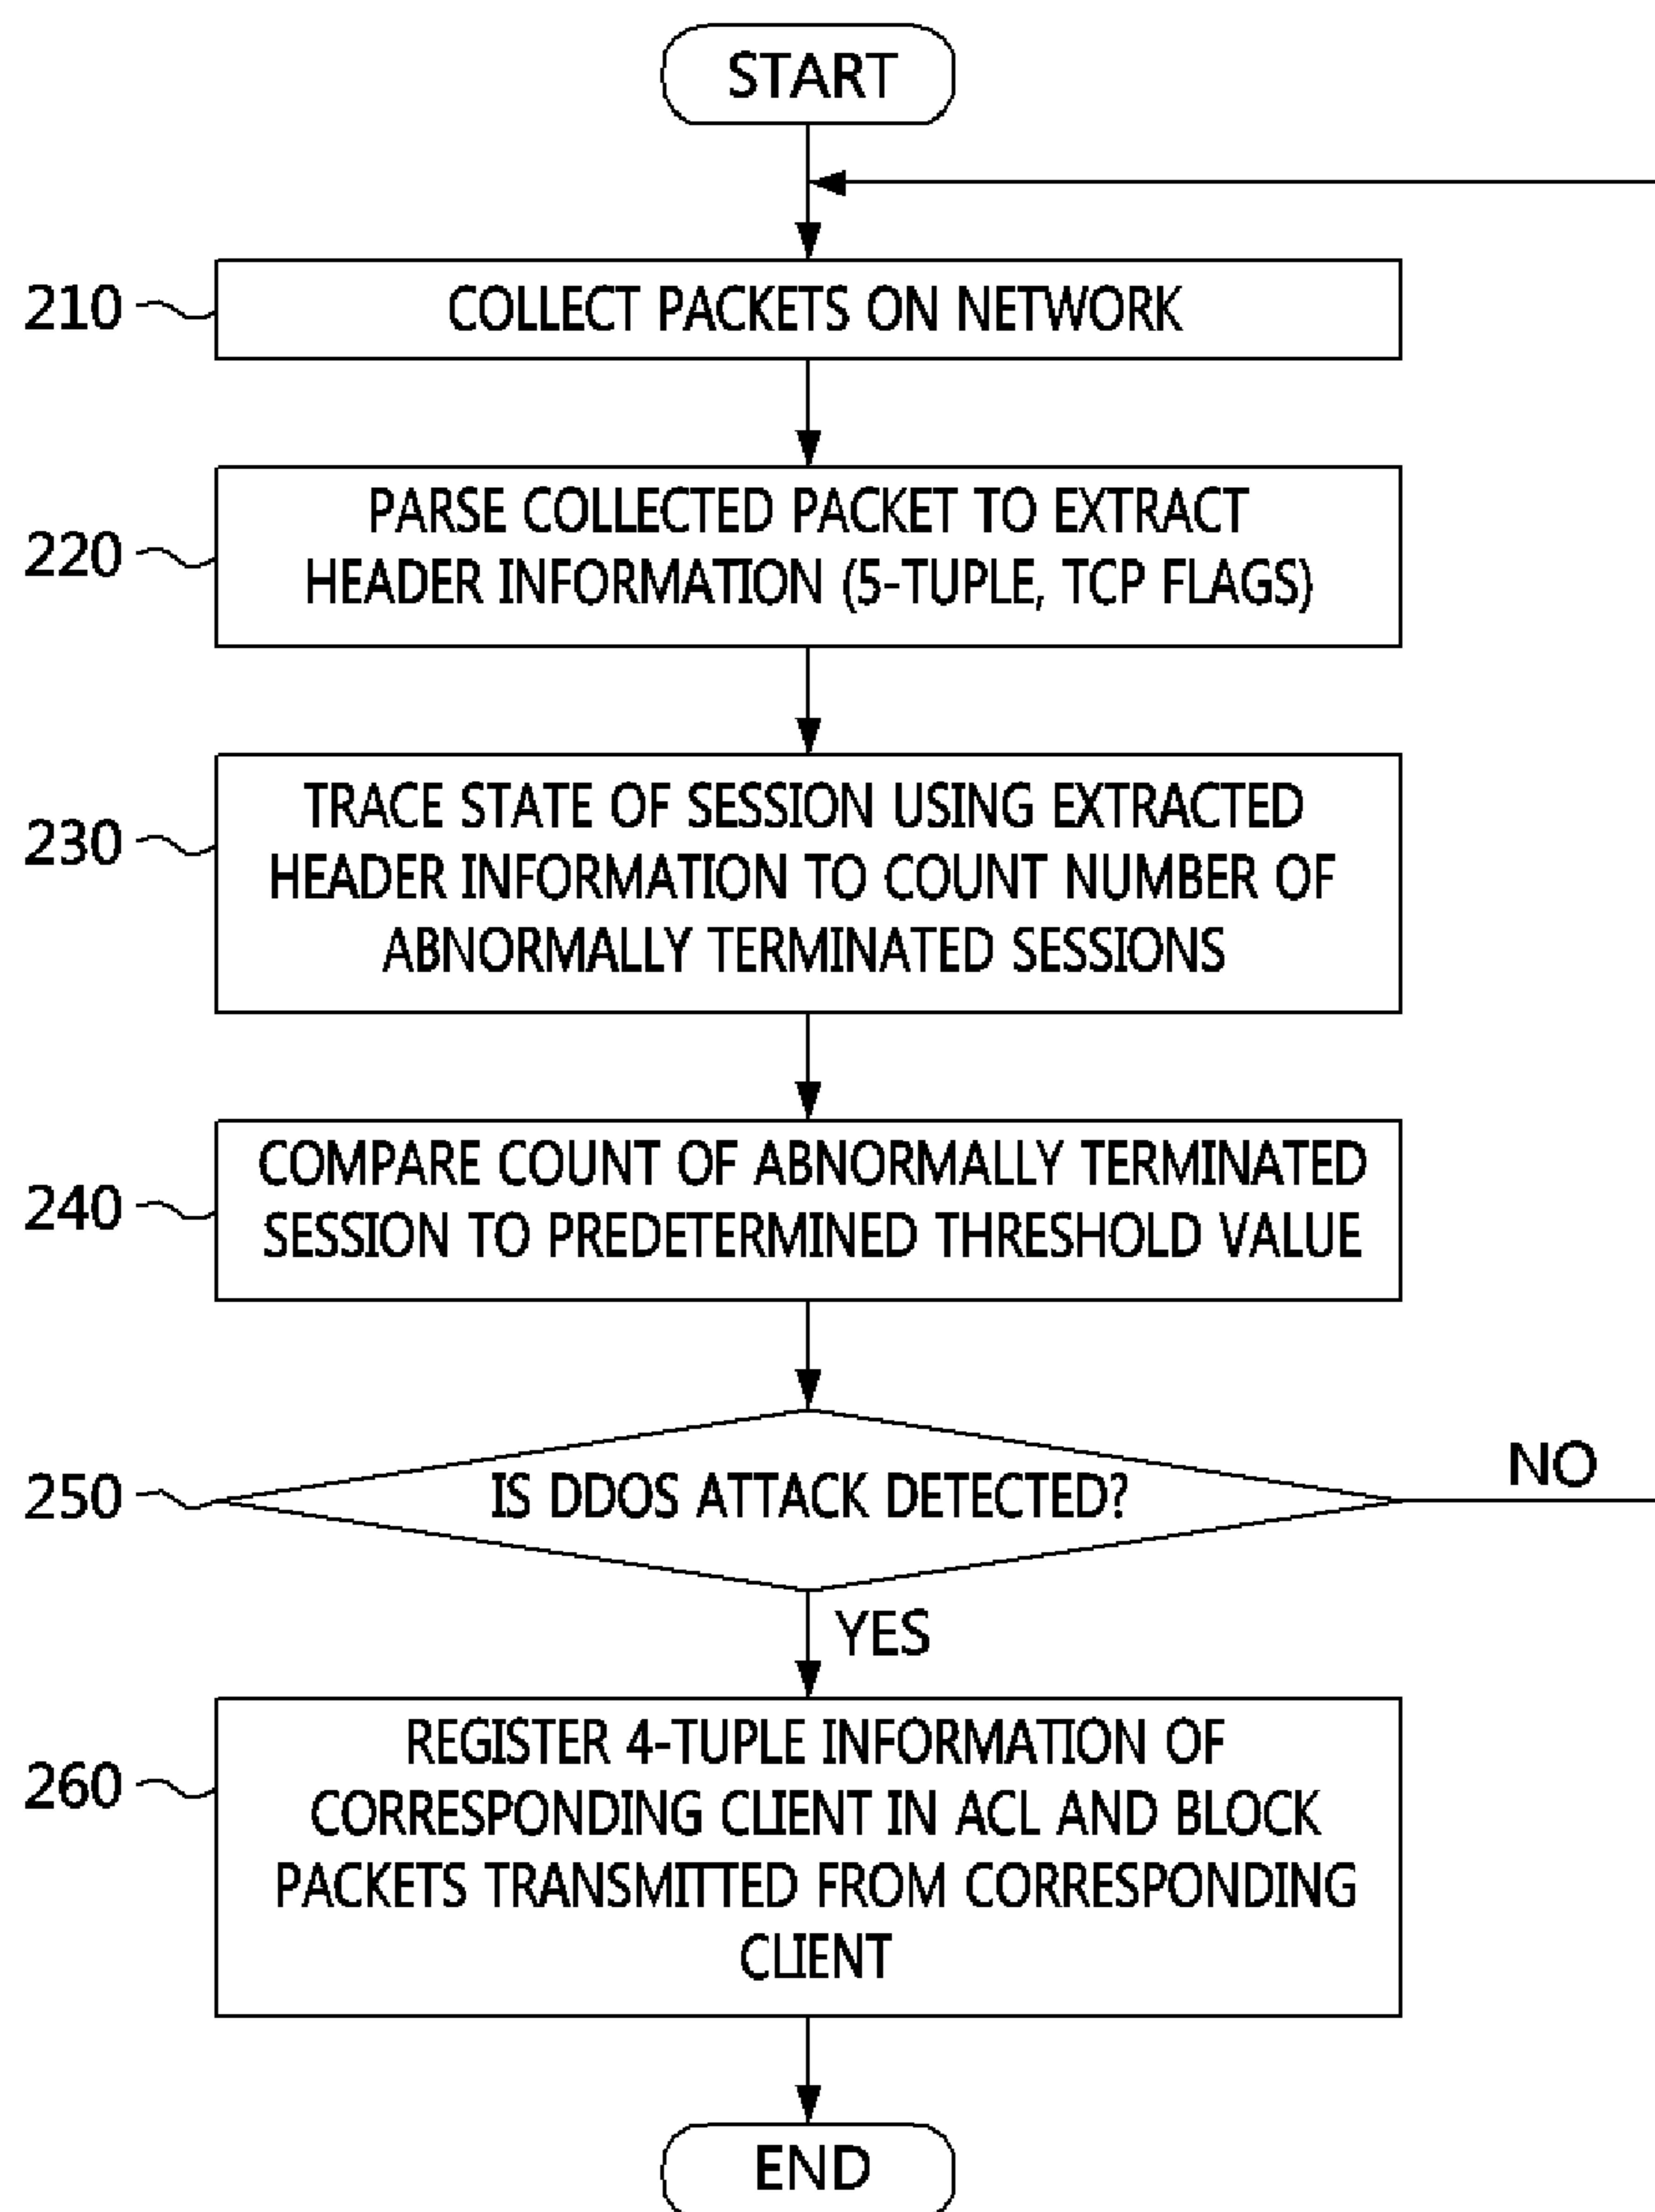 START
210
COLLECT PACKETS ON NETWORK
220
PARSE COLLECTED PACKET TO EXTRACT
HEADER INFORMATION (5-TUPLE, TCP FLAGS)
230
TRACE STATE OF SESSION USING EXTRACTED
HEADER INFORMATION TO COUNT NUMBER OF
ABNORMALLY TERMINATED SESSIONS
240
COMPARE COUNT OF ABNORMALLY TERMINATED
SESSION TO PREDETERMINED THRESHOLD VALUE
250
IS DDOS ATTACK DETECTED?
NO
YES
260
REGISTER 4-TUPLE INFORMATION OF
CORRESPONDING CLIENT IN ACL AND BLOCK
PACKETS TRANSMITTED FROM CORRESPONDING
CLIENT
END